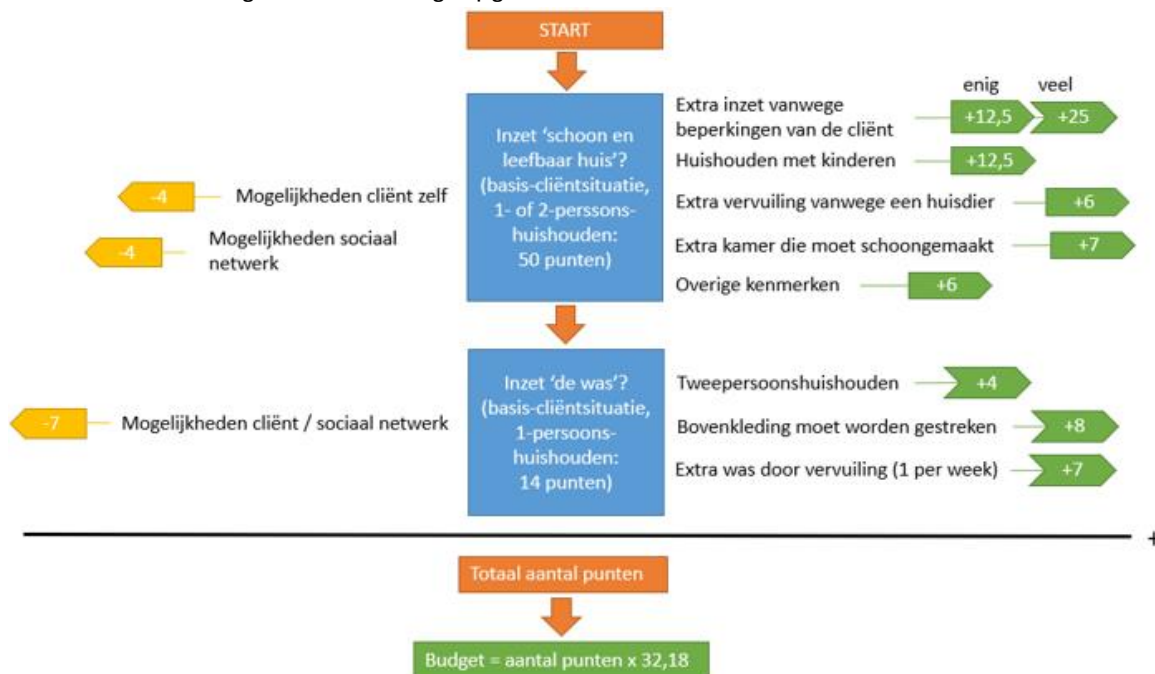 START
Inzet ‘schoon en
leefbaar huis’?
(basis-cliëntsituatie,
1- of 2-perssons-
huishouden:
50 punten)
-4
Mogelijkheden cliënt zelf
-4
Mogelijkheden sociaal
netwerk
enig veel
Extra inzet vanwege
beperkingen van de cliënt
+12,5 +25
Huishouden met kinderen
+12,5
Extra vervuiling vanwege een huisdier
+6
Extra kamer die moet schoongemaakt
+7
Overige kenmerken
+6
Inzet ‘de was’?
(basis-cliëntsituatie,
1-persoons-
huishouden:
14 punten)
-7
Mogelijkheden cliënt / sociaal netwerk
Tweepersoonshuishouden
+4
Bovenkleding moet worden gestreken
+8
Extra was door vervuiling (1 per week)
+7
+
Totaal aantal punten
Budget = aantal punten x 32,18